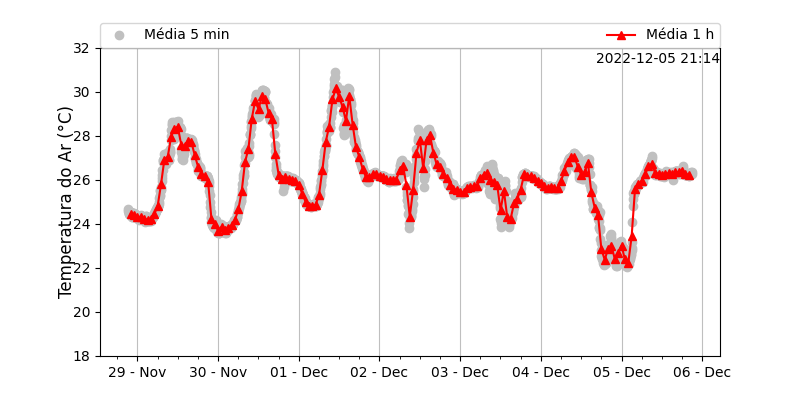 Média 5 min
Média 1 h
2022-12-05 21:14
Temperatura do Ar (°C)
32
30
28
26
24
22
20
18
29 - Nov
30 - Nov
01 - Dec
02 - Dec
03 - Dec
04 - Dec
05 - Dec
06 - Dec